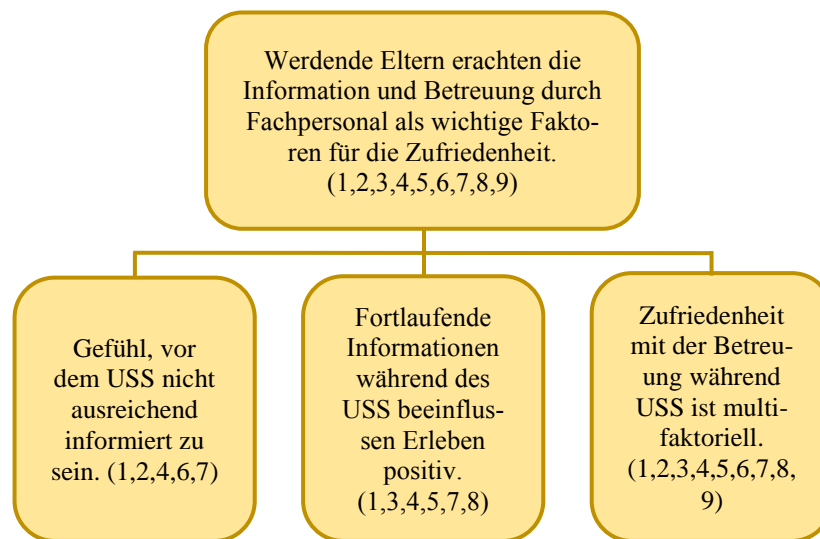 Werdende Eltern erachten die
Information und Betreuung durch
Fachpersonal als wichtige Fakto-
ren für die Zufriedenheit.
(1,2,3,4,5,6,7,8,9)
Gefühl, vor
dem USS nicht
ausreichend
informiert zu
sein. (1,2,4,6,7)
Fortlaufende
Informationen
während des
USS beeinflus-
sen Erleben
positiv.
(1,3,4,5,7,8)
Zufriedenheit
mit der Betreu-
ung während
USS ist multi-
faktoriell.
(1,2,3,4,5,6,7,8,
9)